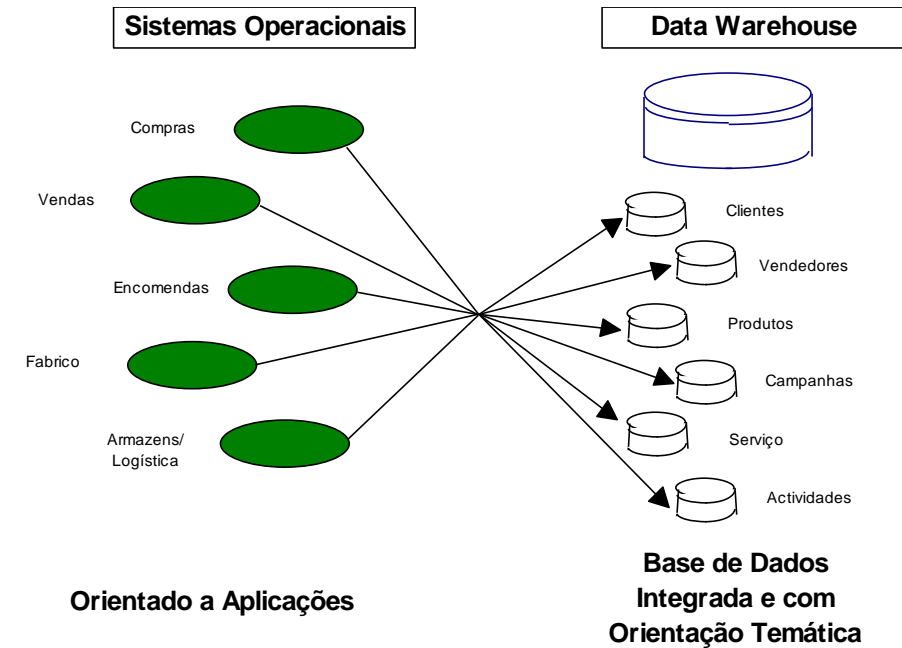 Sistemas Operacionais
Data Warehouse
Compras
Vendas
Encomendas
Fabrico
Armazens/
Logística
Clientes
Vendedores
Produtos
Campanhas
Serviço
Actividades
Orientado a Aplicações
Base de Dados
Integrada e com
Orientação Temática